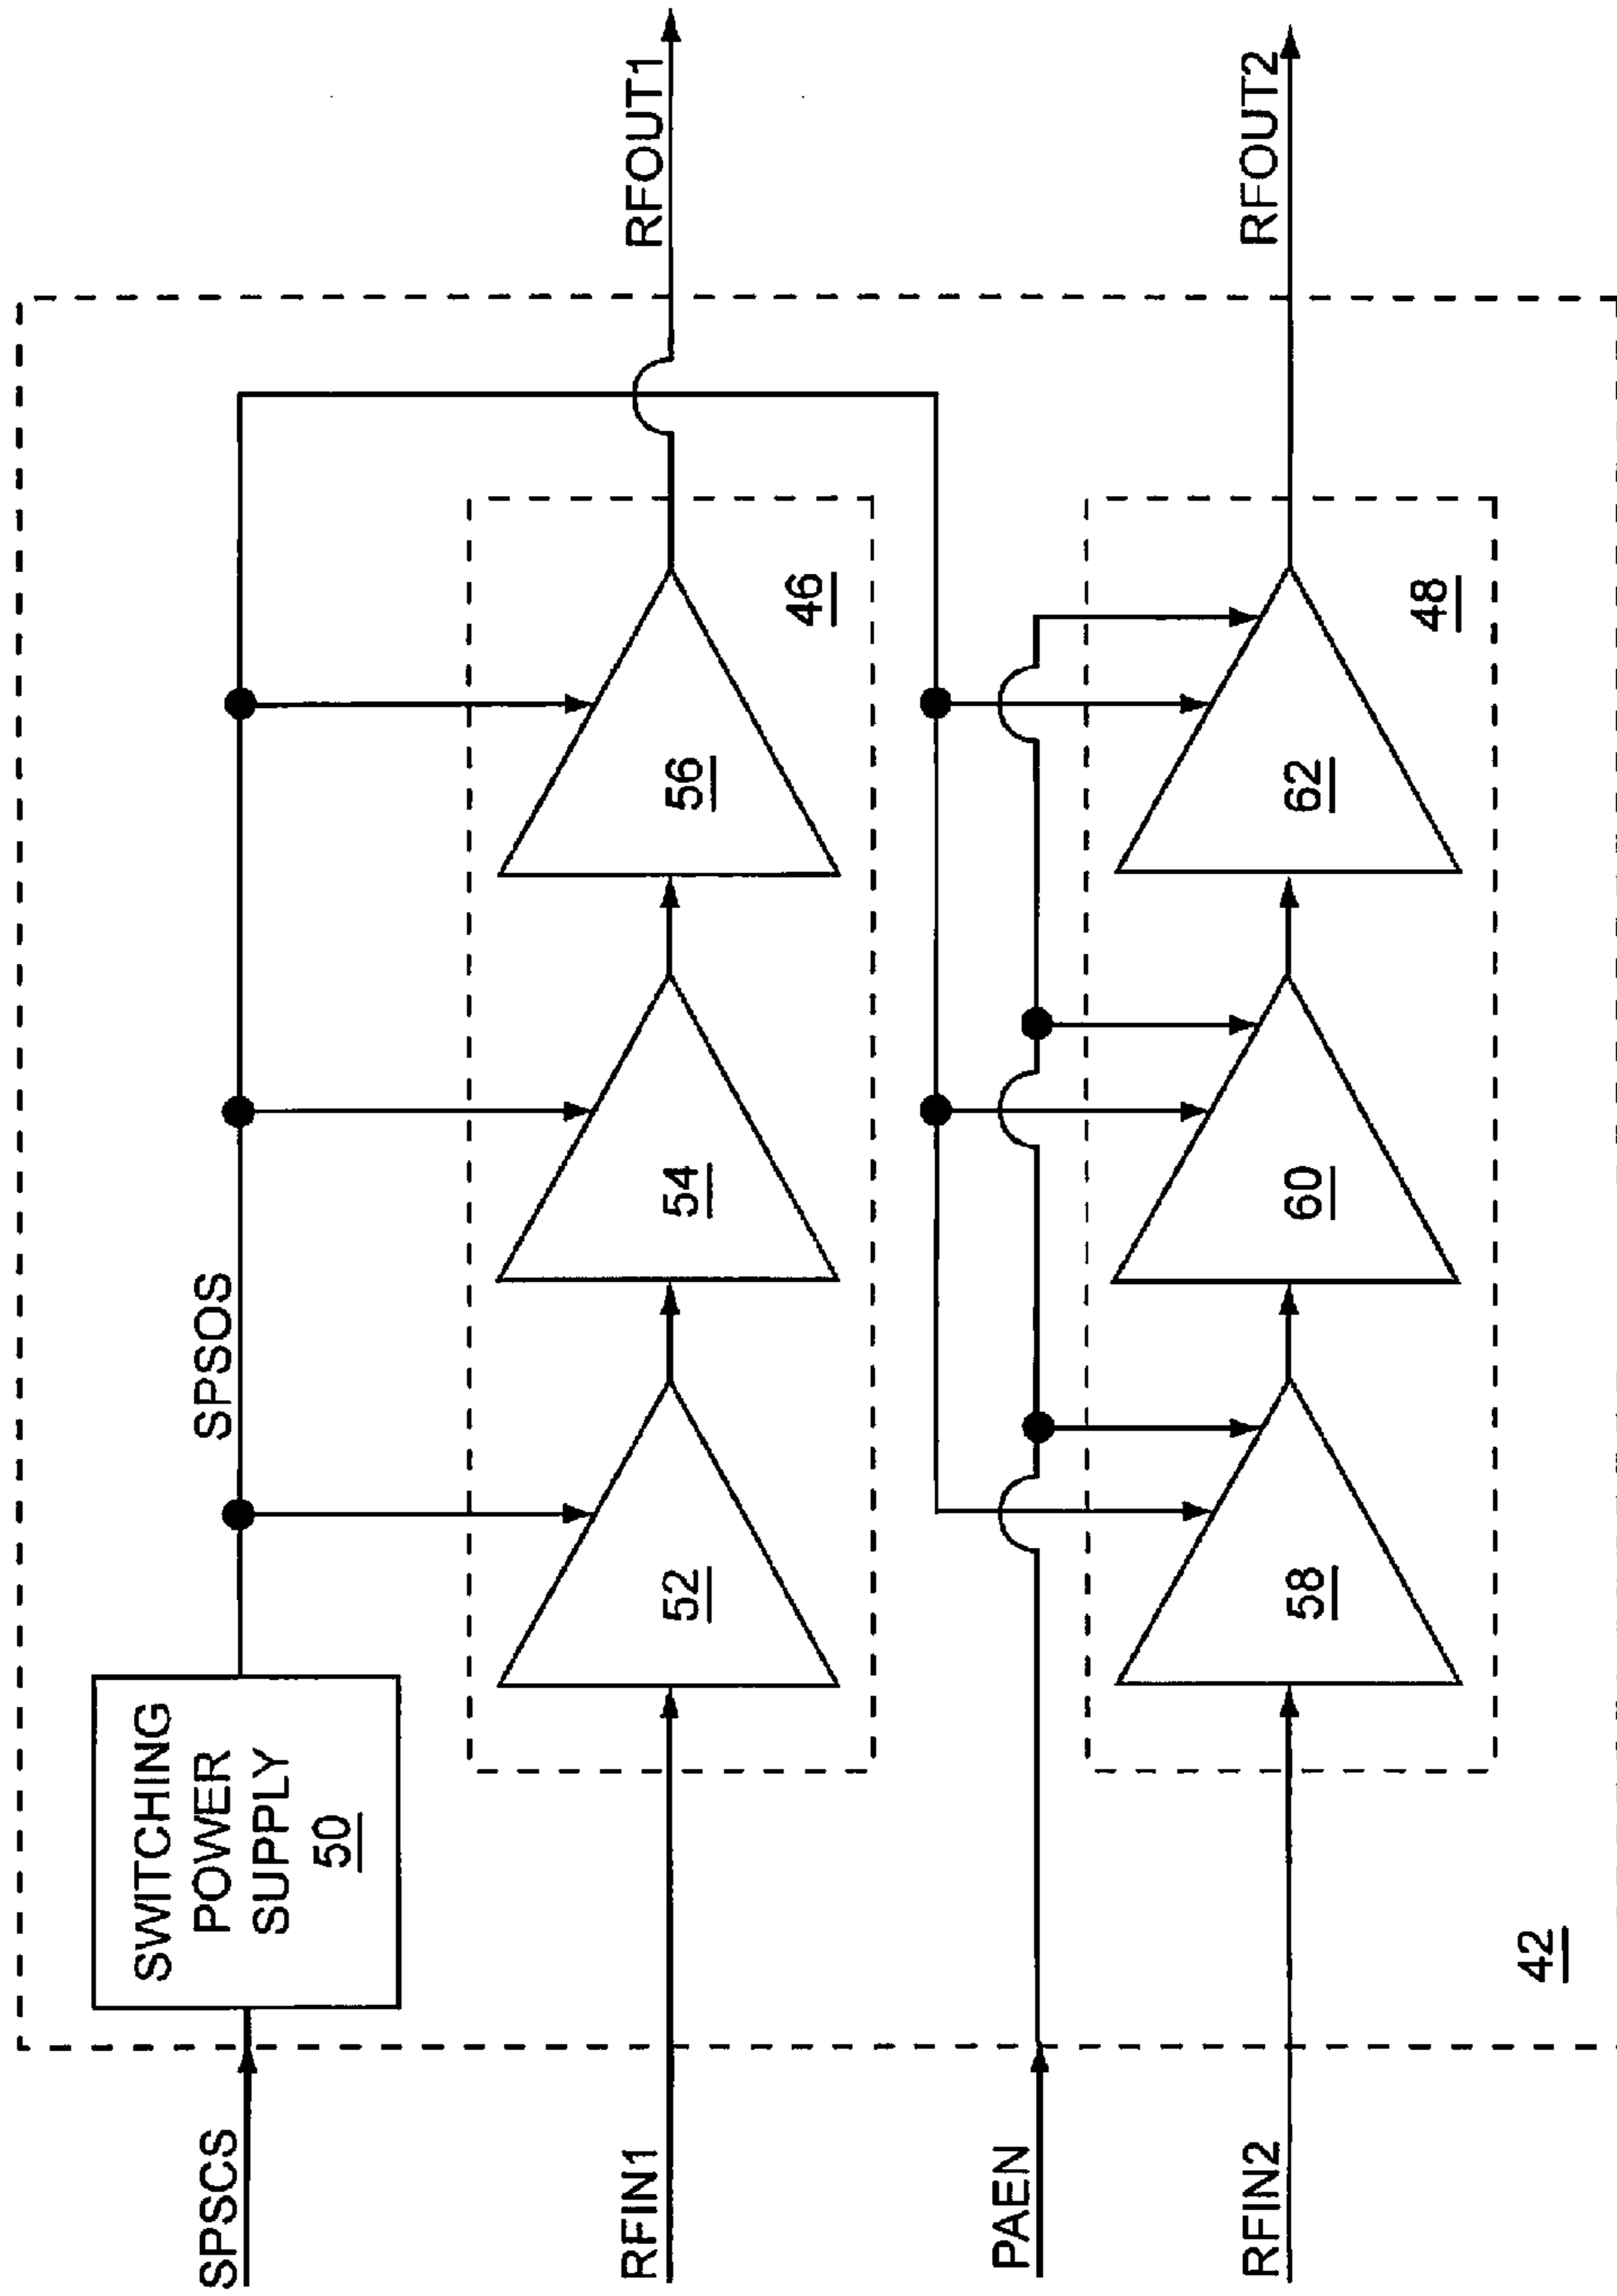 SPSCS
SWITCHING
POWER
SUPPLY
50
SPSOS
RFIN1
52
54
56
46
RFOUT1
PAEN
RFIN2
58
60
62
48
RFOUT2
42